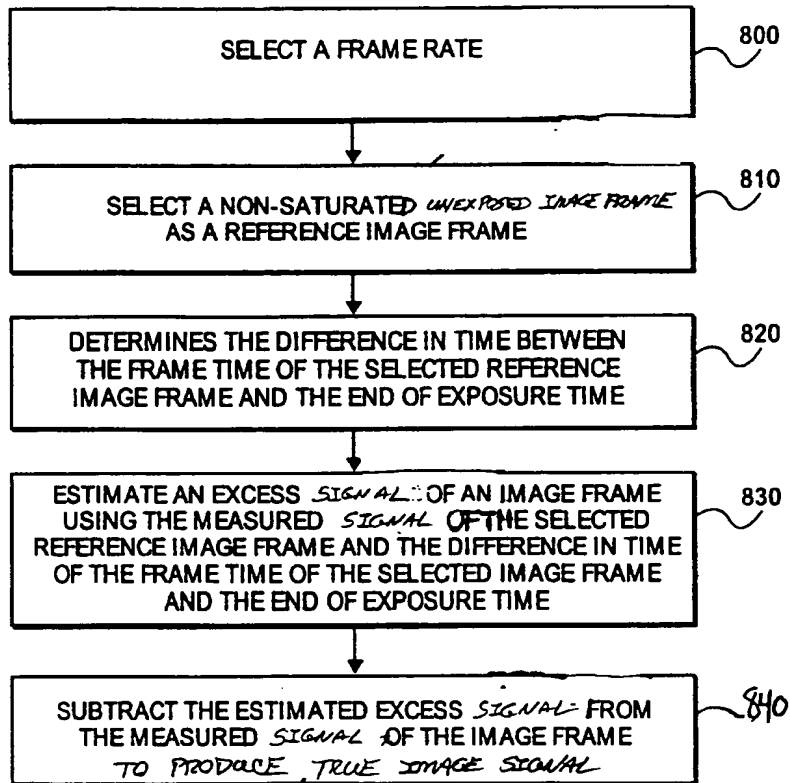 SELECT A FRAME RATE
800
SELECT A NON-SATURATED UNEXPOSED IMAGE FRAME
AS A REFERENCE IMAGE FRAME
810
DETERMINES THE DIFFERENCE IN TIME BETWEEN
THE FRAME TIME OF THE SELECTED REFERENCE
IMAGE FRAME AND THE END OF EXPOSURE TIME
820
ESTIMATE AN EXCESS SIGNAL OF AN IMAGE FRAME
USING THE MEASURED SIGNAL OF THE SELECTED
REFERENCE IMAGE FRAME AND THE DIFFERENCE IN TIME
OF THE FRAME TIME OF THE SELECTED IMAGE FRAME
AND THE END OF EXPOSURE TIME
830
SUBTRACT THE ESTIMATED EXCESS SIGNAL FROM
THE MEASURED SIGNAL OF THE IMAGE FRAME
TO PRODUCE TRUE IMAGE SIGNAL
840